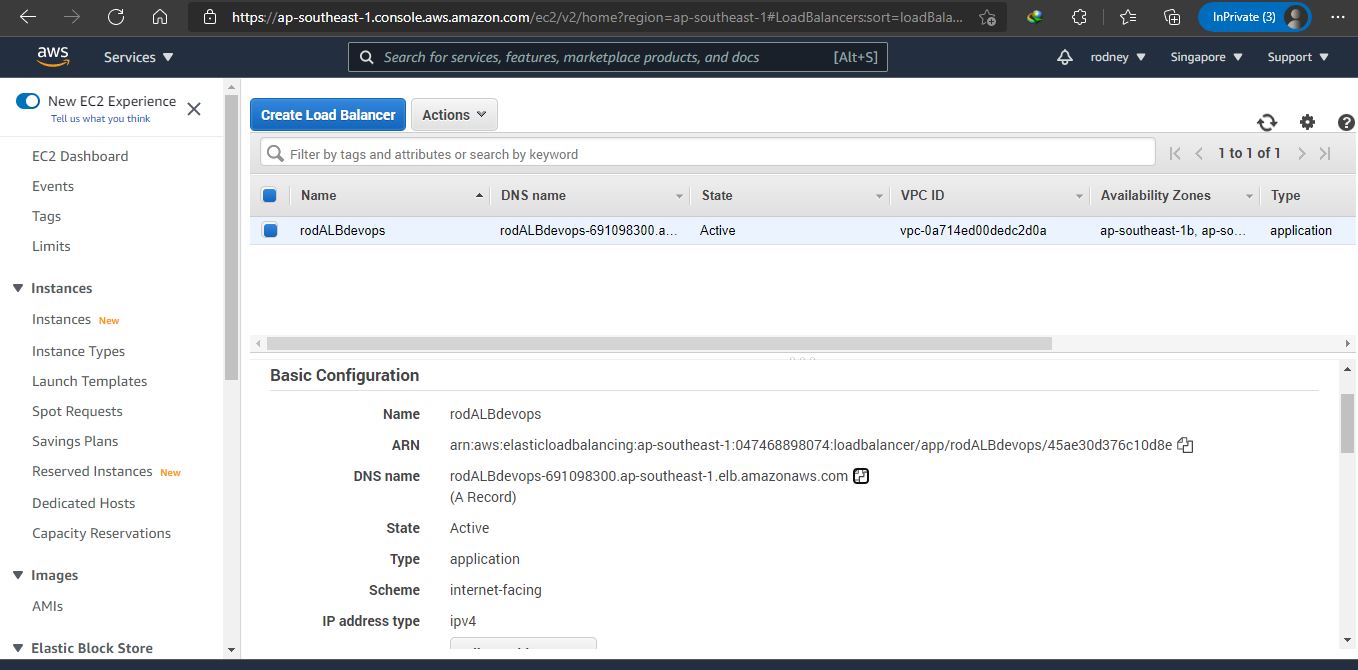 https://ap-southeast-1.console.aws.amazon.com/ec2/v2/home?region=ap-southeast-1#LoadBalancers:sort=loadBala...
InPrivate (3)
aws
Services
Search for services, features, marketplace products, and docs [Alt+S]
rodney
Singapore
Support
New EC2 Experience
Tell us what you think
EC2 Dashboard
Events
Tags
Limits
Instances
Instances New
Instance Types
Launch Templates
Spot Requests
Savings Plans
Reserved Instances New
Dedicated Hosts
Capacity Reservations
Images
AMIs
Elastic Block Store
Create Load Balancer
Actions
Filter by tags and attributes or search by keyword
1 to 1 of 1
Name DNS name State VPC ID Availability Zones Type
rodALBdevops rodALBdevops-691098300.a... Active vpc-0a714ed00dedc2d0a ap-southeast-1b, ap-so... application
Basic Configuration
Name rodALBdevops
ARN arn:aws:elasticloadbalancing:ap-southeast-1:047468898074:loadbalancer/app/rodALBdevops/45ae30d376c10d8e
DNS name rodALBdevops-691098300.ap-southeast-1.elb.amazonaws.com
(A Record)
State Active
Type application
Scheme internet-facing
IP address type ipv4